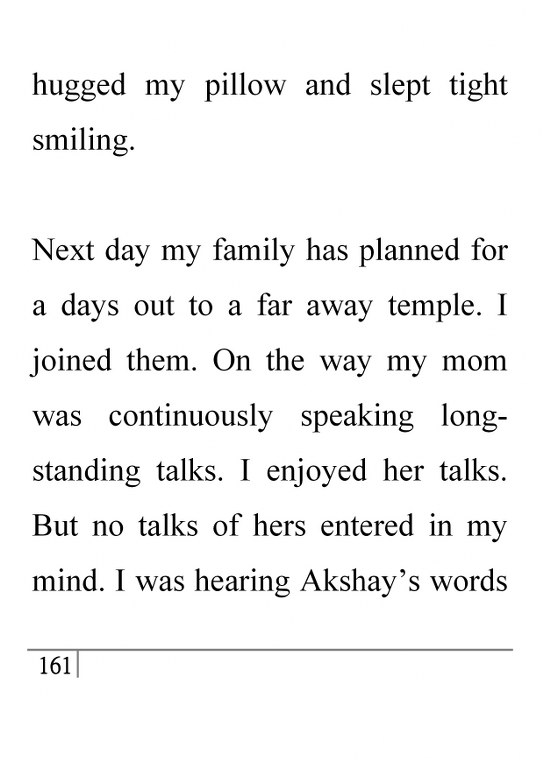 hugged my pillow and slept tight
smiling.
Next day my family has planned for
a days out to a far away temple. I
joined them. On the way my mom
was continuously speaking long-
standing talks. I enjoyed her talks.
But no talks of hers entered in my
mind. I was hearing Akshay’s words
161